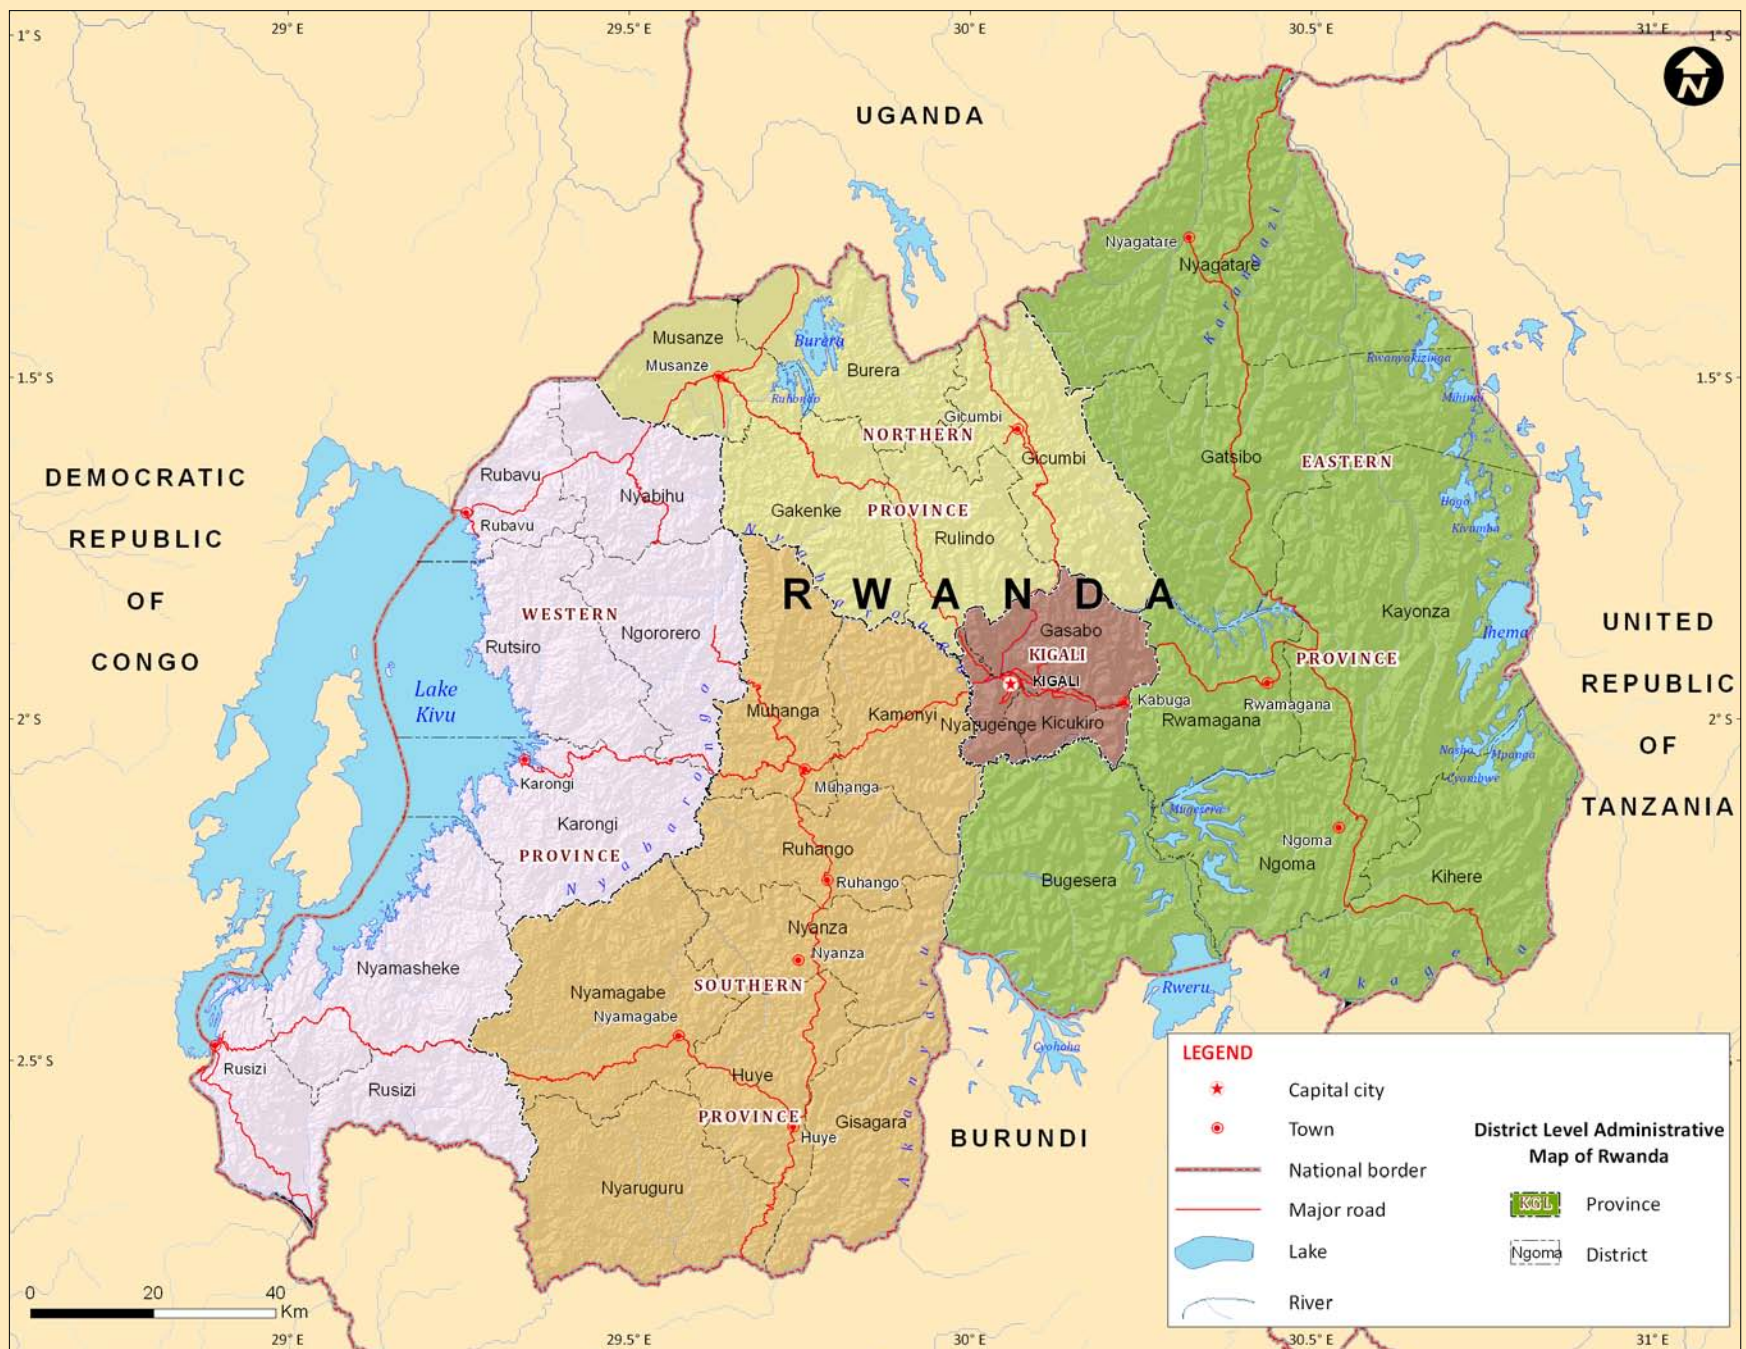 29° E 29.5° E 30° E 30.5° E 31° E
1° S 1° S
UGANDA
Nyagatare
Nyagatare
Karangazi
Musanze
Burera
Musanze
Burera
Ruhondo
Rwanyakizinga
1.5° S 1.5° S
Mihindi
Gicumbi
NORTHERN
Gicumbi
Gatsibo
EASTERN
DEMOCRATIC
REPUBLIC
OF
CONGO
Rubavu
Nyabihu
Rubavu
Gakenke
PROVINCE
Rulindo
Hago
Kivumba
Nyabarongo
RWANDA
WESTERN
Rutsiro
Ngororero
Gasabo
KIGALI
KIGALI
Kayonza
Ihema
PROVINCE
UNITED
REPUBLIC
OF
TANZANIA
Lake
Kivu
Muhanga
Kamonyi
Nyarugenge
Kicukiro
Kabuga
Rwamagana
Rwamagana
2° S 2° S
Nasho
Mpanga
Cyambwe
Karongi
Muhanga
Karongi
PROVINCE
Nyabarongo
Mugesera
Ngoma
Ngoma
Ruhango
Ruhango
Bugesera
Kihere
Nyanza
Nyanza
Nyamasheke
Nyamagabe
SOUTHERN
Nyamagabe
Akanyaru
Akagera
Rweru
Cyohoha
2.5° S
Rusizi
Rusizi
Huye
PROVINCE
Gisagara
Huye
Nyaruguru
BURUNDI
LEGEND
Capital city
Town
National border
Major road
Lake
River
District Level Administrative
Map of Rwanda
KGL Province
Ngoma District
0 20 40
Km
29° E 29.5° E 30° E 30.5° E 31° E
N